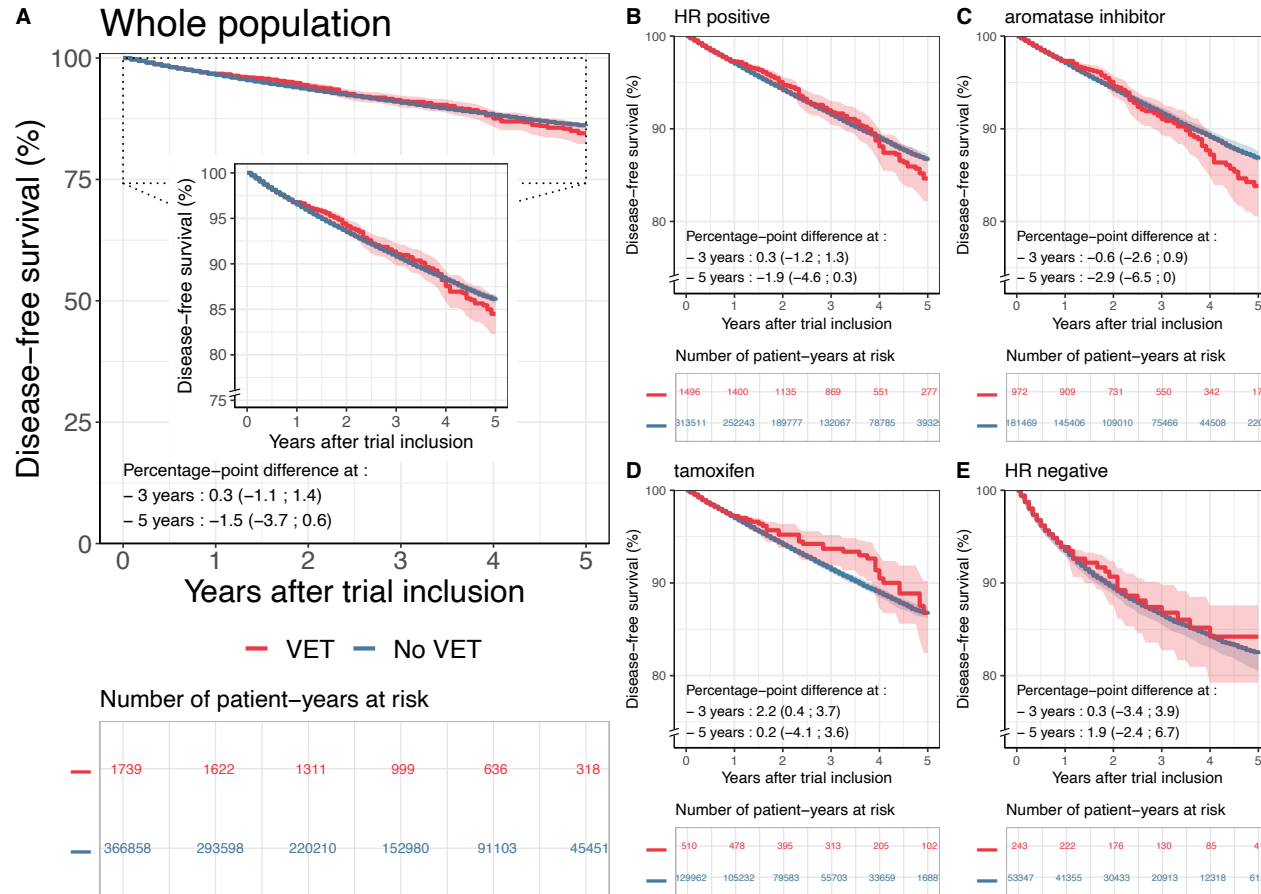 A
Whole population
100
75
50
25
0
Disease−free survival (%)
100
95
90
85
80
75
Disease−free survival (%)
0 1 2 3 4 5
Years after trial inclusion
Percentage−point difference at :
− 3 years : 0.3 (−1.1 ; 1.4)
− 5 years : −1.5 (−3.7 ; 0.6)
0 1 2 3 4 5
Years after trial inclusion
VET No VET
Number of patient−years at risk
1739 1622 1311 999 636 318
366858 293598 220210 152980 91103 45451
B
HR positive
100
90
80
Disease−free survival (%)
Percentage−point difference at :
− 3 years : 0.3 (−1.2 ; 1.3)
− 5 years : −1.9 (−4.6 ; 0.3)
0 1 2 3 4 5
Years after trial inclusion
Number of patient−years at risk
1496 1400 1135 869 551 277
313511 252243 189777 132067 78785 3932
C
aromatase inhibitor
100
90
80
Disease−free survival (%)
Percentage−point difference at :
− 3 years : −0.6 (−2.6 ; 0.9)
− 5 years : −2.9 (−6.5 ; 0)
0 1 2 3 4 5
Years after trial inclusion
Number of patient−years at risk
972 909 731 550 342
181469 145406 109010 75466 44508
D
tamoxifen
100
90
80
Disease−free survival (%)
Percentage−point difference at :
− 3 years : 2.2 (0.4 ; 3.7)
− 5 years : 0.2 (−4.1 ; 3.6)
0 1 2 3 4 5
Years after trial inclusion
Number of patient−years at risk
510 478 395 313 205 102
129962 105232 79583 55703 33659 1688
E
HR negative
100
90
80
Disease−free survival (%)
Percentage−point difference at :
− 3 years : 0.3 (−3.4 ; 3.9)
− 5 years : 1.9 (−2.4 ; 6.7)
0 1 2 3 4 5
Years after trial inclusion
Number of patient−years at risk
243 222 176 130 85
53347 41355 30433 20913 12318